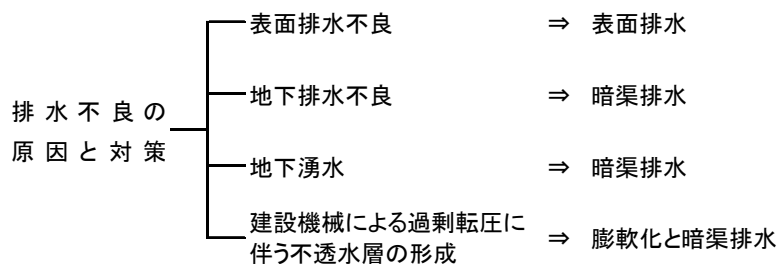 表面排水不良 ⇒ 表面排水
地下排水不良 ⇒ 暗渠排水
排水不良の
原因と対策
地下湧水 ⇒ 暗渠排水
建設機械による過剰転圧に
伴う不透水層の形成 ⇒ 膨軟化と暗渠排水